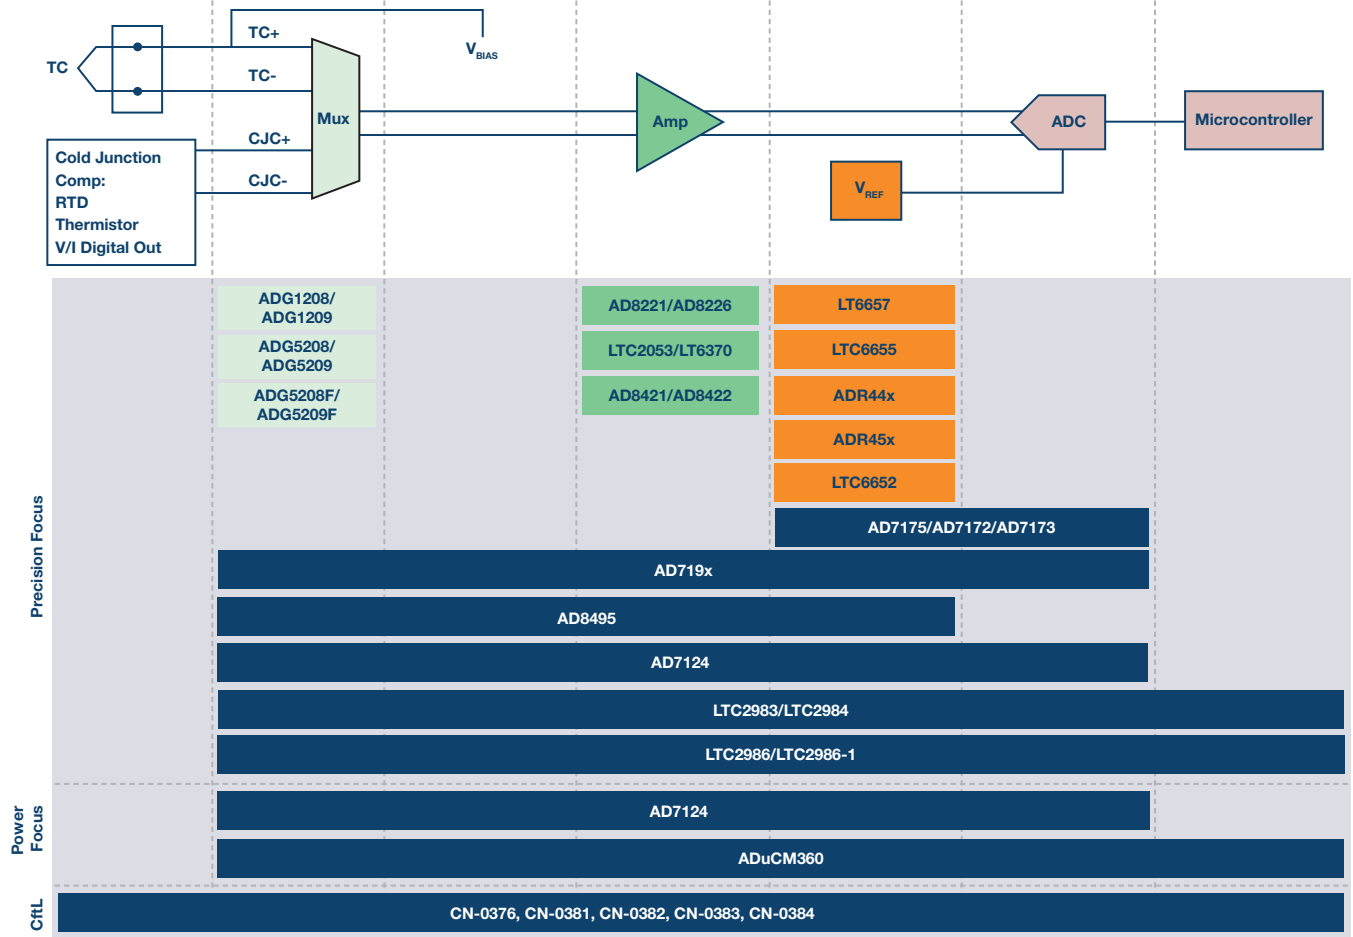 TC
TC+
TC-
V BIAS
Mux
CJC+
CJC-
Cold Junction
Comp:
RTD
Thermistor
V/I Digital Out
Amp
ADC
V REF
Microcontroller
Precision Focus
ADG1208/
ADG1209
ADG5208/
ADG5209
ADG5208F/
ADG5209F
AD8221/AD8226
LTC2053/LT6370
AD8421/AD8422
LT6657
LTC6655
ADR44x
ADR45x
LTC6652
AD7175/AD7172/AD7173
AD719x
AD8495
AD7124
LTC2983/LTC2984
LTC2986/LTC2986-1
Power
Focus
AD7124
ADuCM360
CftL
CN-0376, CN-0381, CN-0382, CN-0383, CN-0384